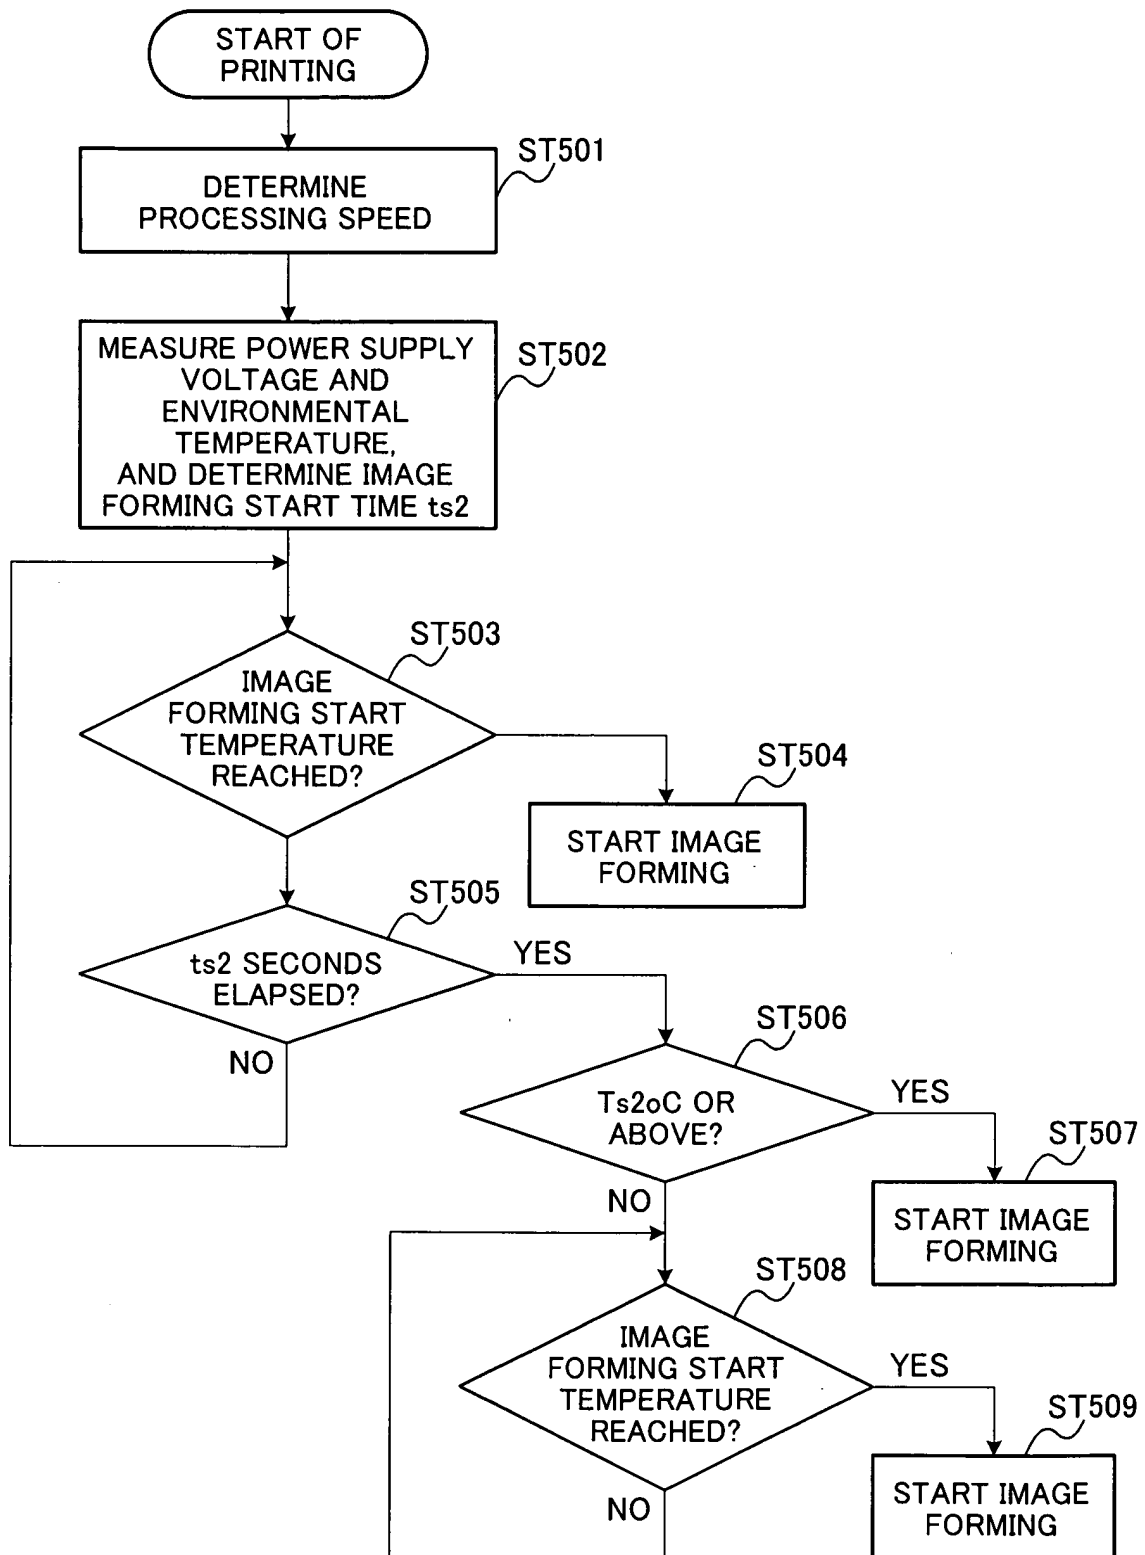 START OF
PRINTING
ST501
DETERMINE
PROCESSING SPEED
ST502
MEASURE POWER SUPPLY
VOLTAGE AND
ENVIRONMENTAL
TEMPERATURE,
AND DETERMINE IMAGE
FORMING START TIME ts2
ST503
IMAGE
FORMING START
TEMPERATURE
REACHED?
ST504
START IMAGE
FORMING
ST505
ts2 SECONDS
ELAPSED?
YES
NO
ST506
Ts2oC OR
ABOVE?
YES
NO
ST507
START IMAGE
FORMING
ST508
IMAGE
FORMING START
TEMPERATURE
REACHED?
YES
NO
ST509
START IMAGE
FORMING